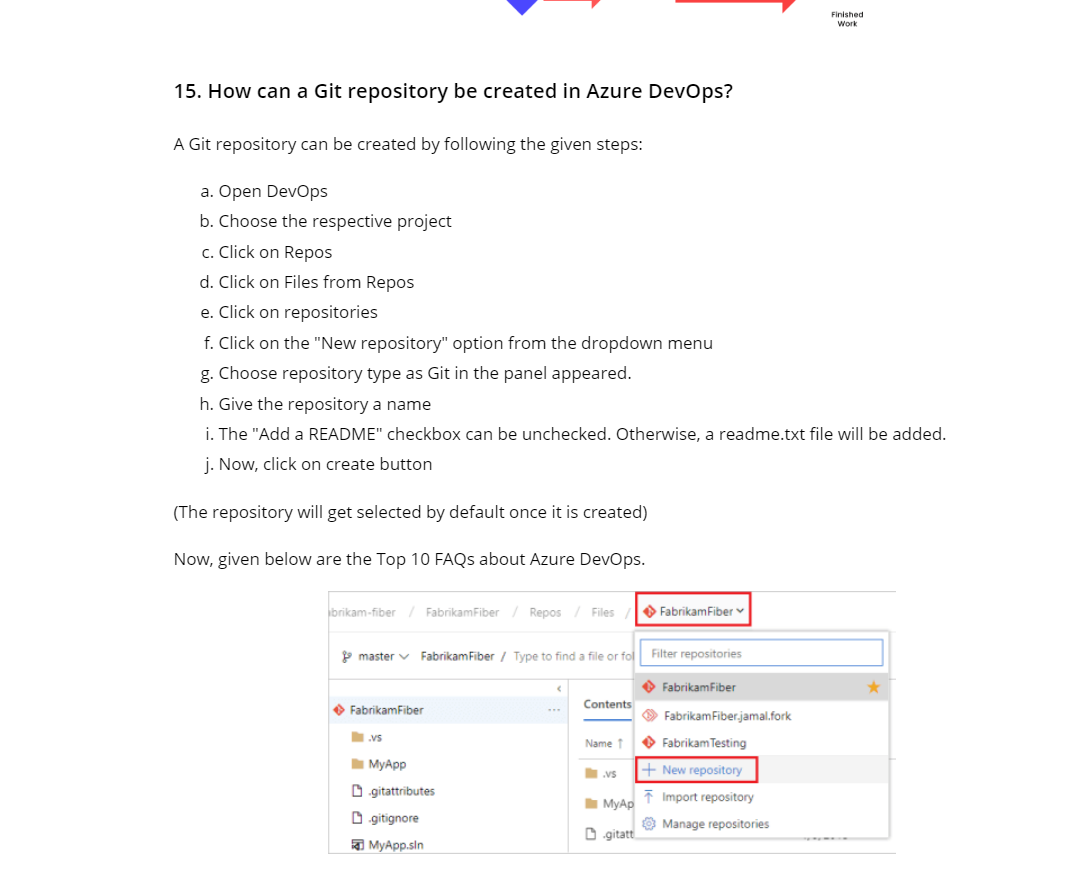 Finished
Work
15. How can a Git repository be created in Azure DevOps?
A Git repository can be created by following the given steps:
a. Open DevOps
b. Choose the respective project
c. Click on Repos
d. Click on Files from Repos
e. Click on repositories
f. Click on the "New repository" option from the dropdown menu
g. Choose repository type as Git in the panel appeared.
h. Give the repository a name
i. The "Add a README" checkbox can be unchecked. Otherwise, a readme.txt file will be added.
j. Now, click on create button
(The repository will get selected by default once it is created)
Now, given below are the Top 10 FAQs about Azure DevOps.
brikam-fiber / FabrikamFiber / Repos / Files / FabrikamFiber
master FabrikamFiber / Type to find a file or fol
Filter repositories
FabrikamFiber
FabrikamFiber.jamal.fork
FabrikamTesting
New repository
Import repository
Manage repositories
FabrikamFiber ...
.vs
MyApp
.gitattributes
.gitignore
MyApp.sln
Contents
Name ↑
.vs
MyAp
.gitatt